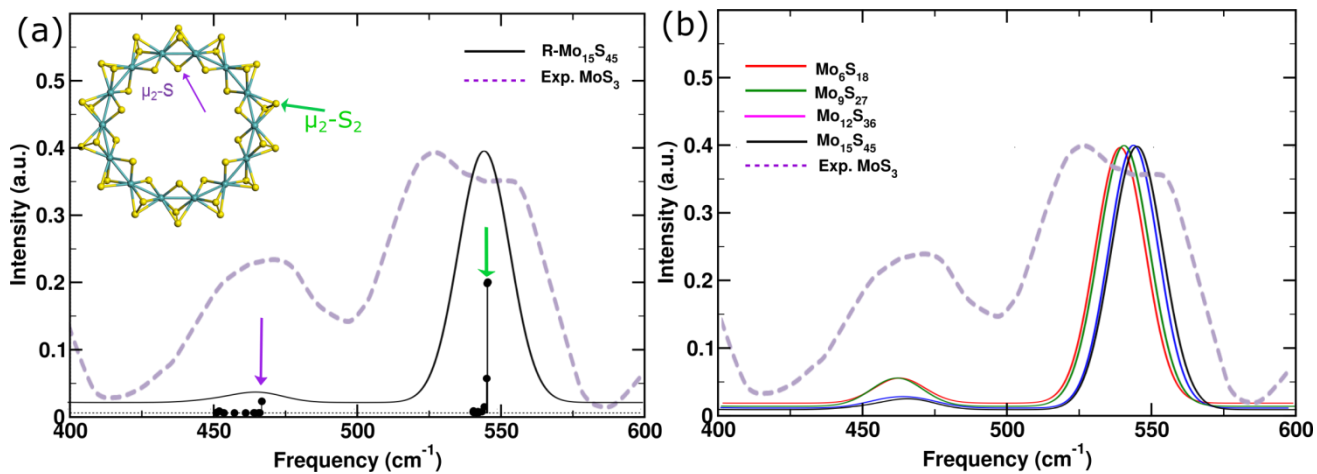 (a)
R-Mo₁₅S₄₅
Exp. MoS₃
μ₂-S
μ₂-S₂
Intensity (a.u.)
0.5
0.4
0.3
0.2
0.1
0
400 450 500 550 600
Frequency (cm⁻¹)
(b)
Mo₆S₁₈
Mo₉S₂₇
Mo₁₂S₃₆
Mo₁₅S₄₅
Exp. MoS₃
Intensity (a.u.)
0.5
0.4
0.3
0.2
0.1
0
400 450 500 550 600
Frequency (cm⁻¹)